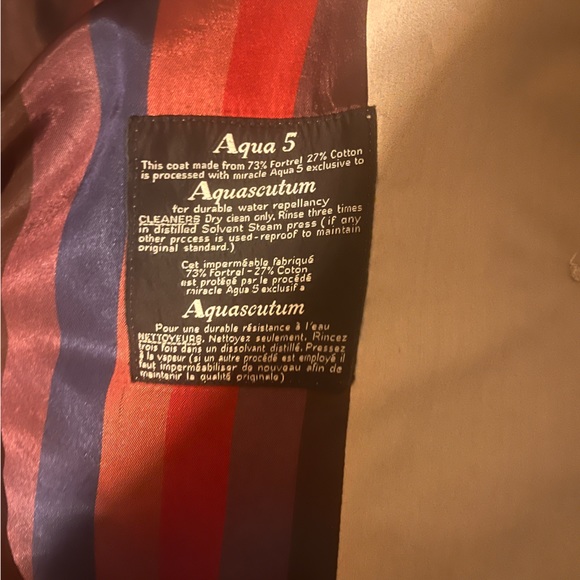 Aqua 5
This coat made from 73% Fortrel 27% Cotton
is processed with miracle Aqua 5 exclusive to
Aquascutum
for durable water repellancy
CLEANERS Dry clean only. Rinse three times
in distilled Solvent Steam press (if any
other process is used-reproof to maintain
original standard.)
Cet imperméable fabriqué
73% Fortrel - 27% Coton
est protégé par le procédé
miracle Aqua 5 exclusif a
Aquascutum
Pour une durable résistance à l'eau
NETTOYEURS. Nettoyez seulement. Rincez
trois fois dans un dissolvant distillé. Pressez
à la vapeur (si un autre procédé est employé il
faut imperméabiliser de nouveau afin de
maintenir la qualité originale)